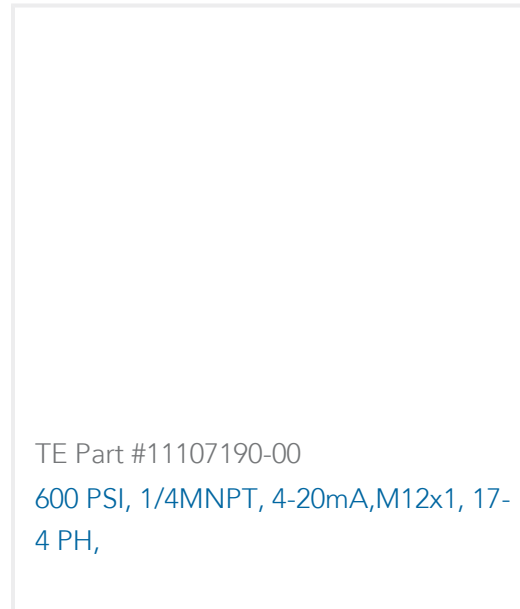 TE Part #11107190-00
600 PSI, 1/4MNPT, 4-20mA,M12x1, 17-
4 PH,